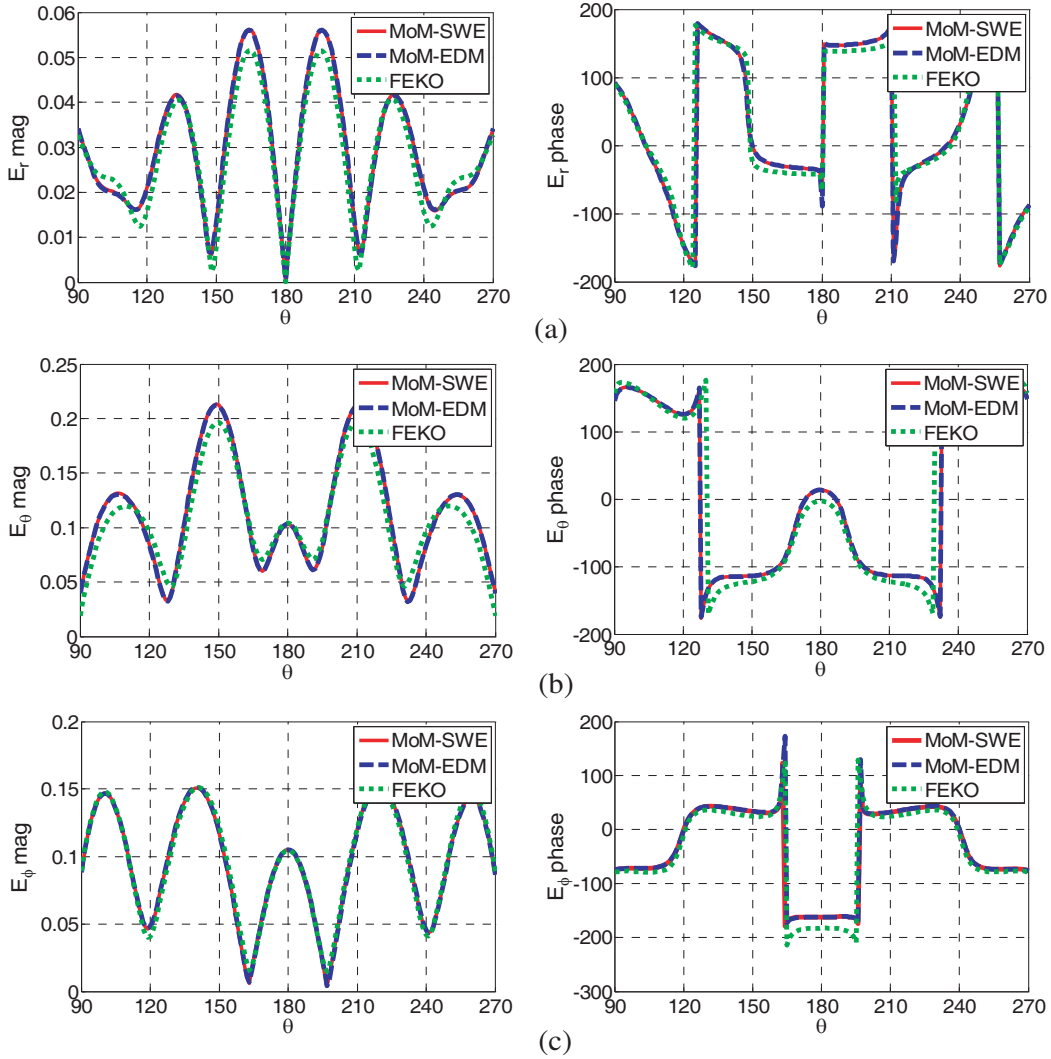 E_r mag
0.06
0.05
0.04
0.03
0.02
0.01
0
90 120 150 180 210 240 270
θ
MoM-SWE
MoM-EDM
FEKO
E_r phase
200
100
0
-100
-200
90 120 150 180 210 240 270
θ
MoM-SWE
MoM-EDM
FEKO
(a)
E_θ mag
0.25
0.2
0.15
0.1
0.05
0
90 120 150 180 210 240 270
θ
MoM-SWE
MoM-EDM
FEKO
E_θ phase
200
100
0
-100
-200
90 120 150 180 210 240 270
θ
MoM-SWE
MoM-EDM
FEKO
(b)
E_ϕ mag
0.2
0.15
0.1
0.05
0
90 120 150 180 210 240 270
θ
MoM-SWE
MoM-EDM
FEKO
E_ϕ phase
200
100
0
-100
-200
-300
90 120 150 180 210 240 270
θ
MoM-SWE
MoM-EDM
FEKO
(c)